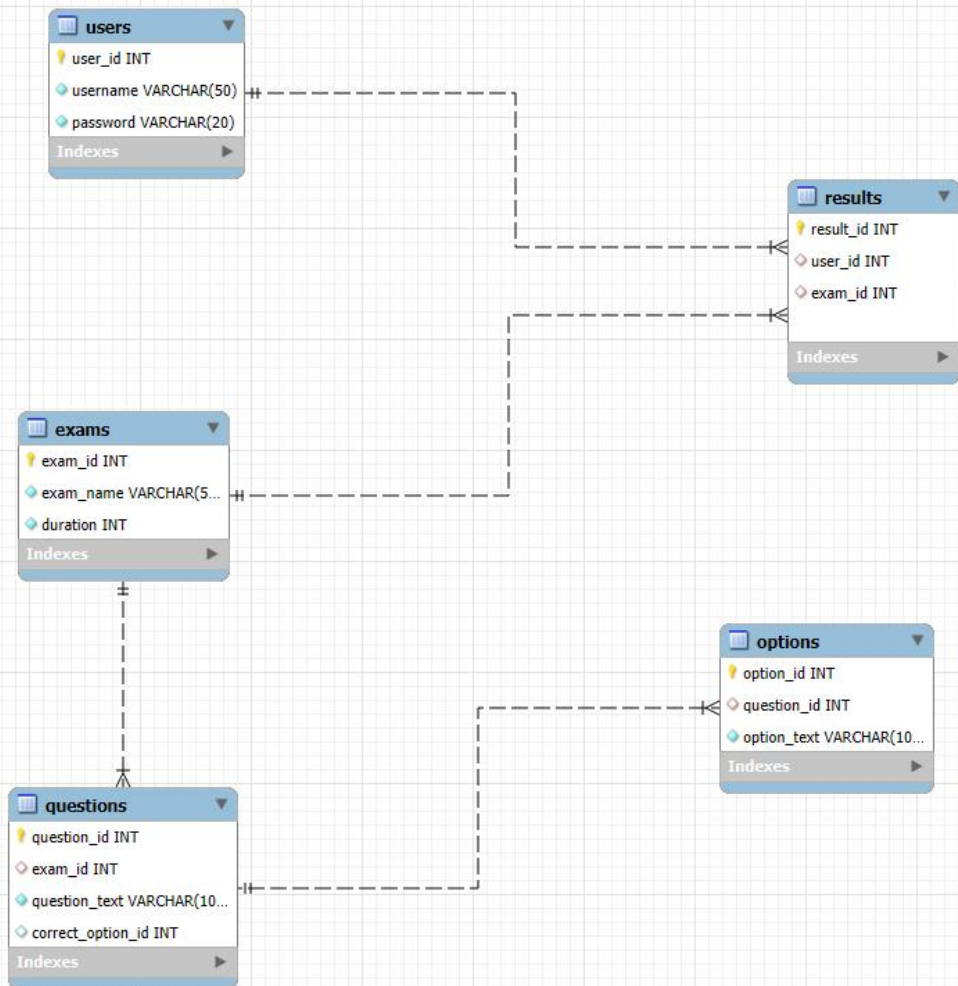 users
user_id INT
username VARCHAR(50)
password VARCHAR(20)
Indexes
results
result_id INT
user_id INT
exam_id INT
Indexes
exams
exam_id INT
exam_name VARCHAR(5...
duration INT
Indexes
options
option_id INT
question_id INT
option_text VARCHAR(10...
Indexes
questions
question_id INT
exam_id INT
question_text VARCHAR(10...
correct_option_id INT
Indexes